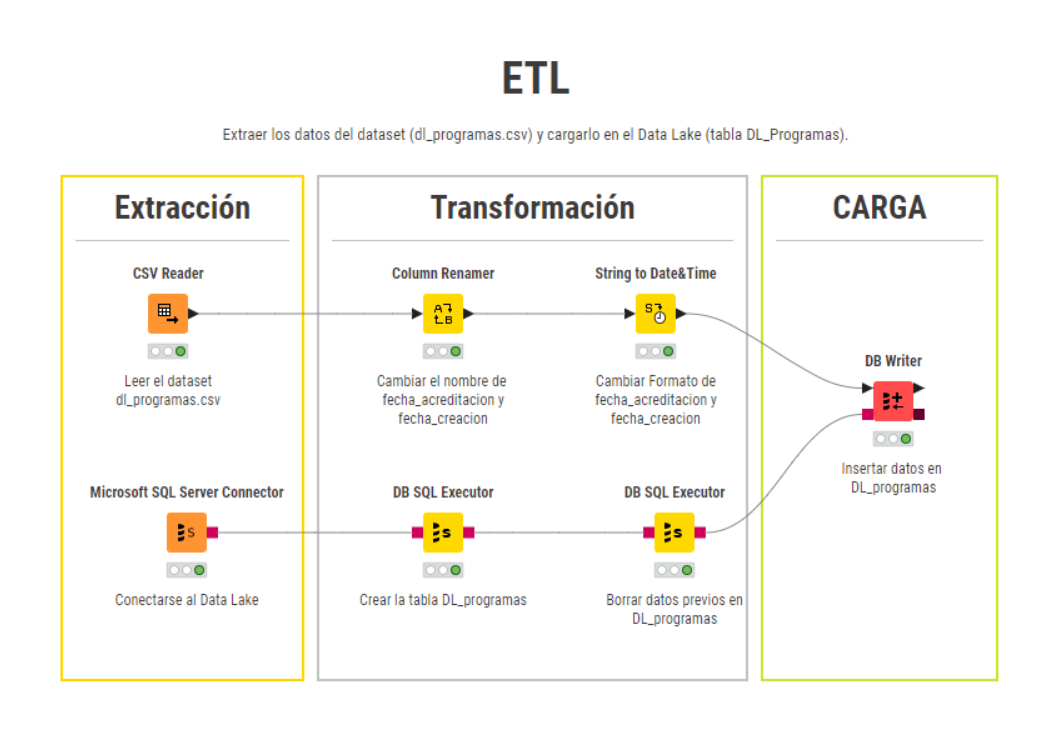 ETL
Extraer los datos del dataset (dl_programas.csv) y cargarlo en el Data Lake (tabla DL_Programas).
Extracción
Transformación
CARGA
CSV Reader
Column Renamer
String to Date&Time
Leer el dataset
dl_programas.csv
Cambiar el nombre de
fecha_acreditacion y
fecha_creacion
Cambiar Formato de
fecha_acreditacion y
fecha_creacion
DB Writer
Insertar datos en
DL_programas
Microsoft SQL Server Connector
DB SQL Executor
DB SQL Executor
Conectarse al Data Lake
Crear la tabla DL_programas
Borrar datos previos en
DL_programas